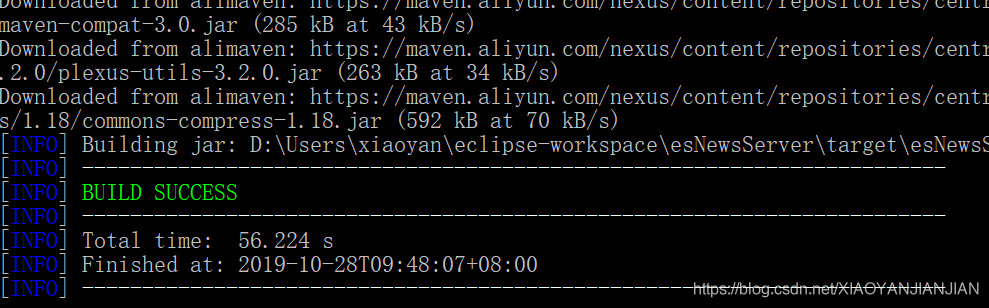 Downloaded from alimaven: https://maven.aliyun.com/nexus/content/repositories/centr
maven-compat-3.0.jar (285 kB at 43 kB/s)
Downloaded from alimaven: https://maven.aliyun.com/nexus/content/repositories/centr
.2.0/plexus-utils-3.2.0.jar (263 kB at 34 kB/s)
Downloaded from alimaven: https://maven.aliyun.com/nexus/content/repositories/centr
s/1.18/commons-compress-1.18.jar (592 kB at 70 kB/s)
[INFO] Building jar: D:\Users\xiaoyan\eclipse-workspace\esNewsServer\target\esNewsS
[INFO] ------------------------------------------------------------------------
[INFO] BUILD SUCCESS
[INFO] ------------------------------------------------------------------------
[INFO] Total time:  56.224 s
[INFO] Finished at: 2019-10-28T09:48:07+08:00
[INFO] ------------------------------------------------------------------------
https://blog.csdn.net/XIAOYANJIANJIAN